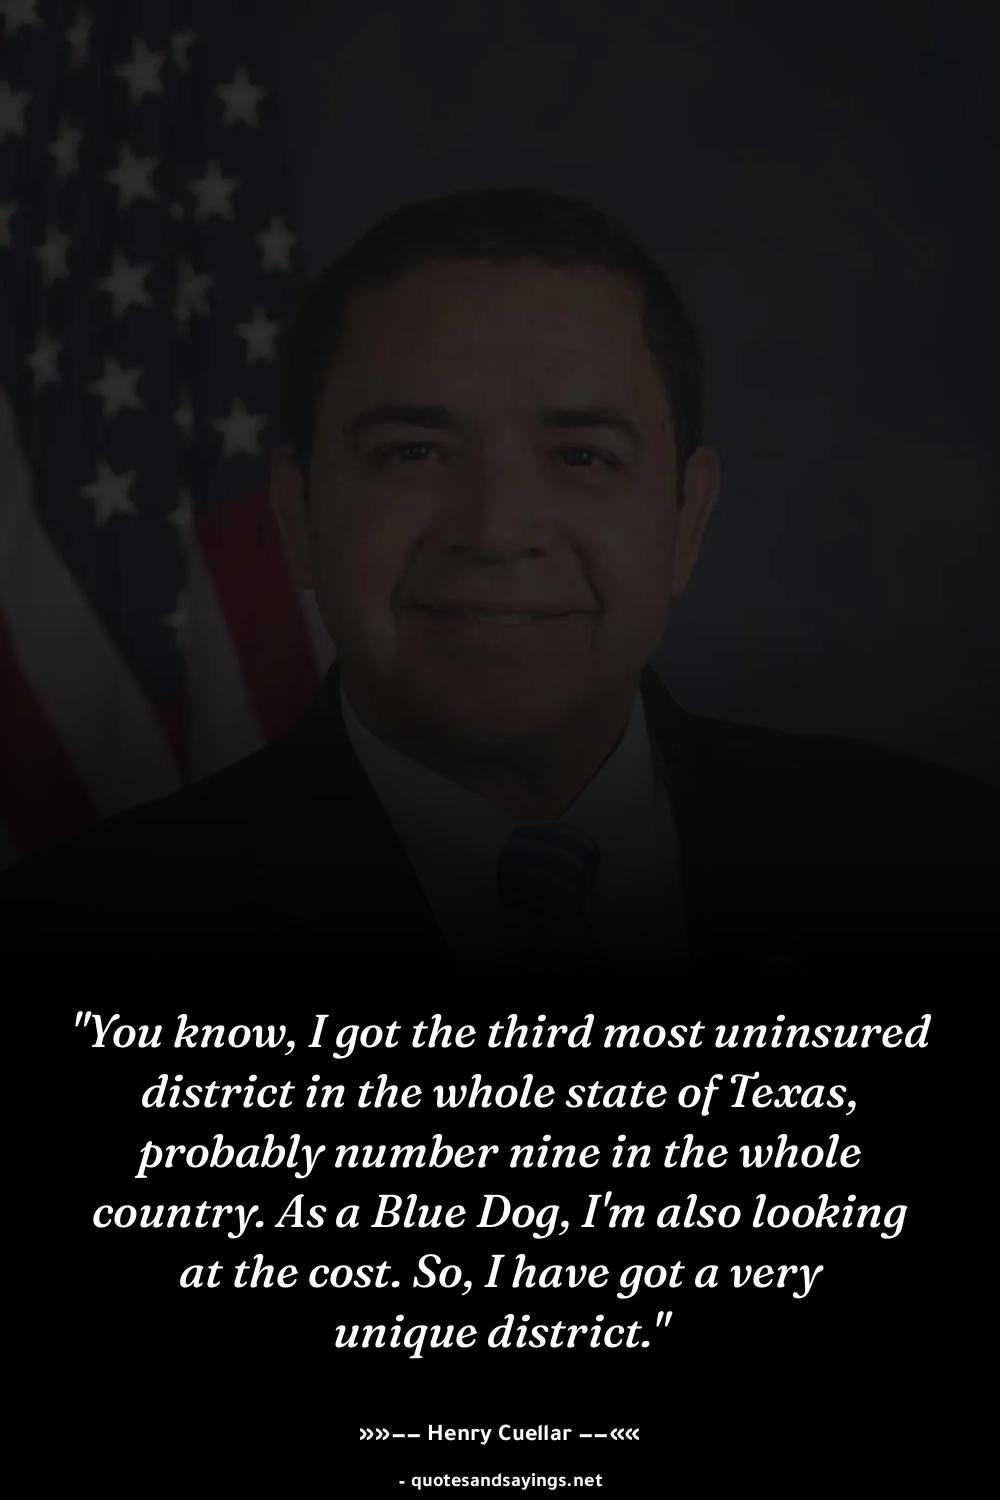 "You know, I got the third most uninsured
district in the whole state of Texas,
probably number nine in the whole
country. As a Blue Dog, I'm also looking
at the cost. So, I have got a very
unique district."
»»—— Henry Cuellar ——««
- quotesandsayings.net